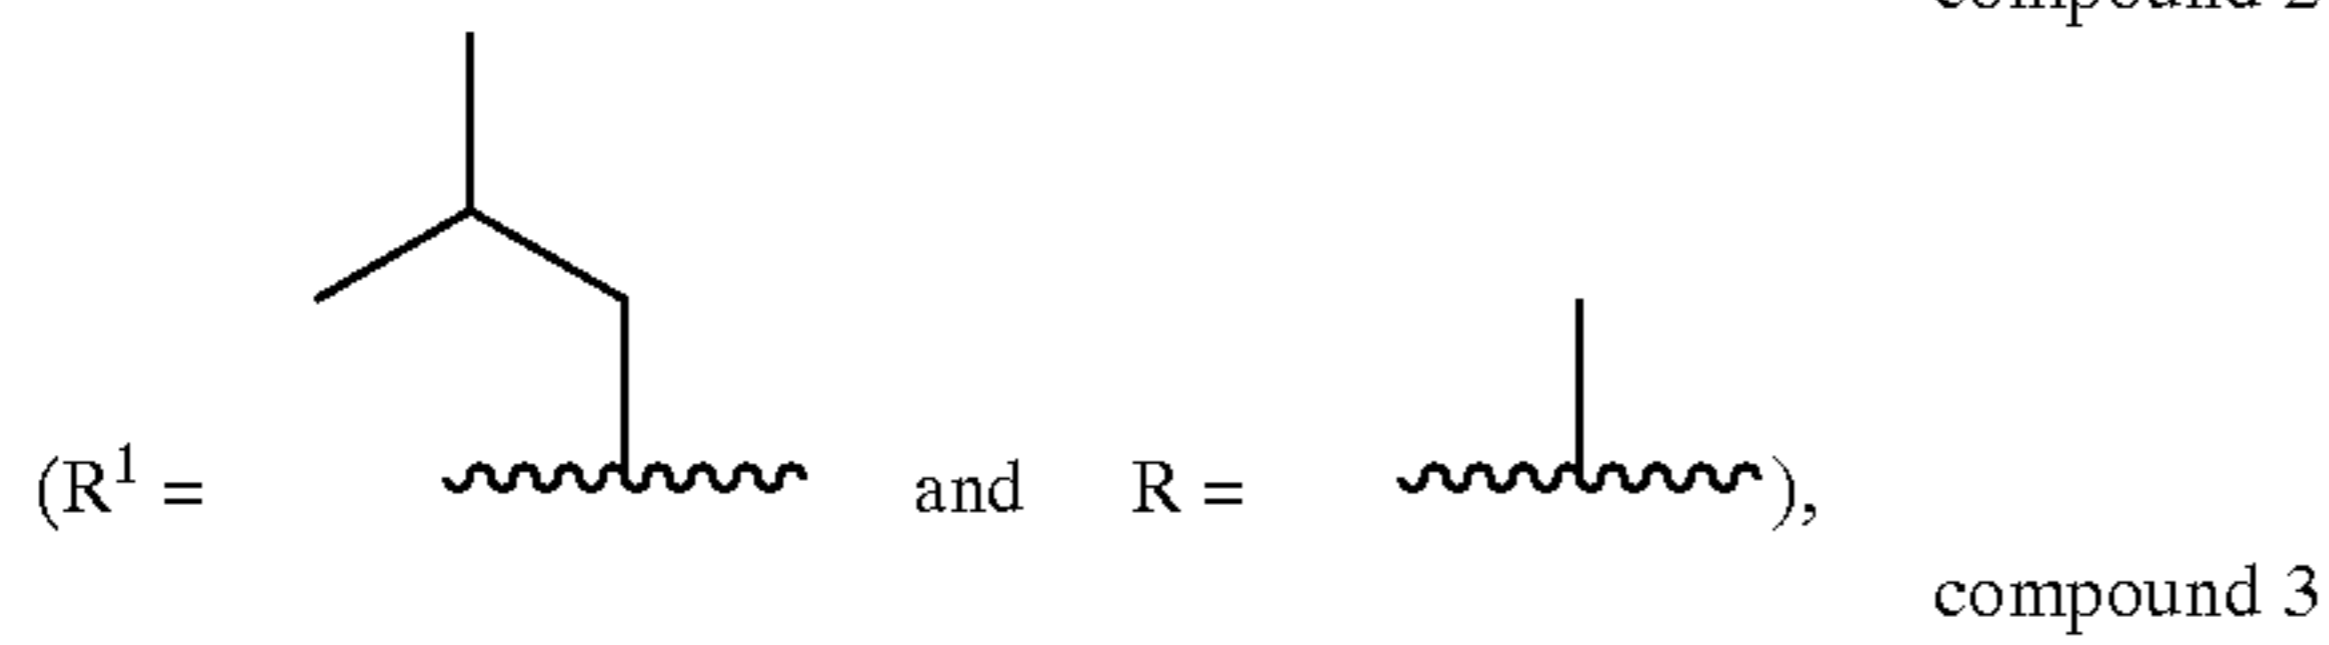 compound 2
(R¹ = and R = ),
compound 3